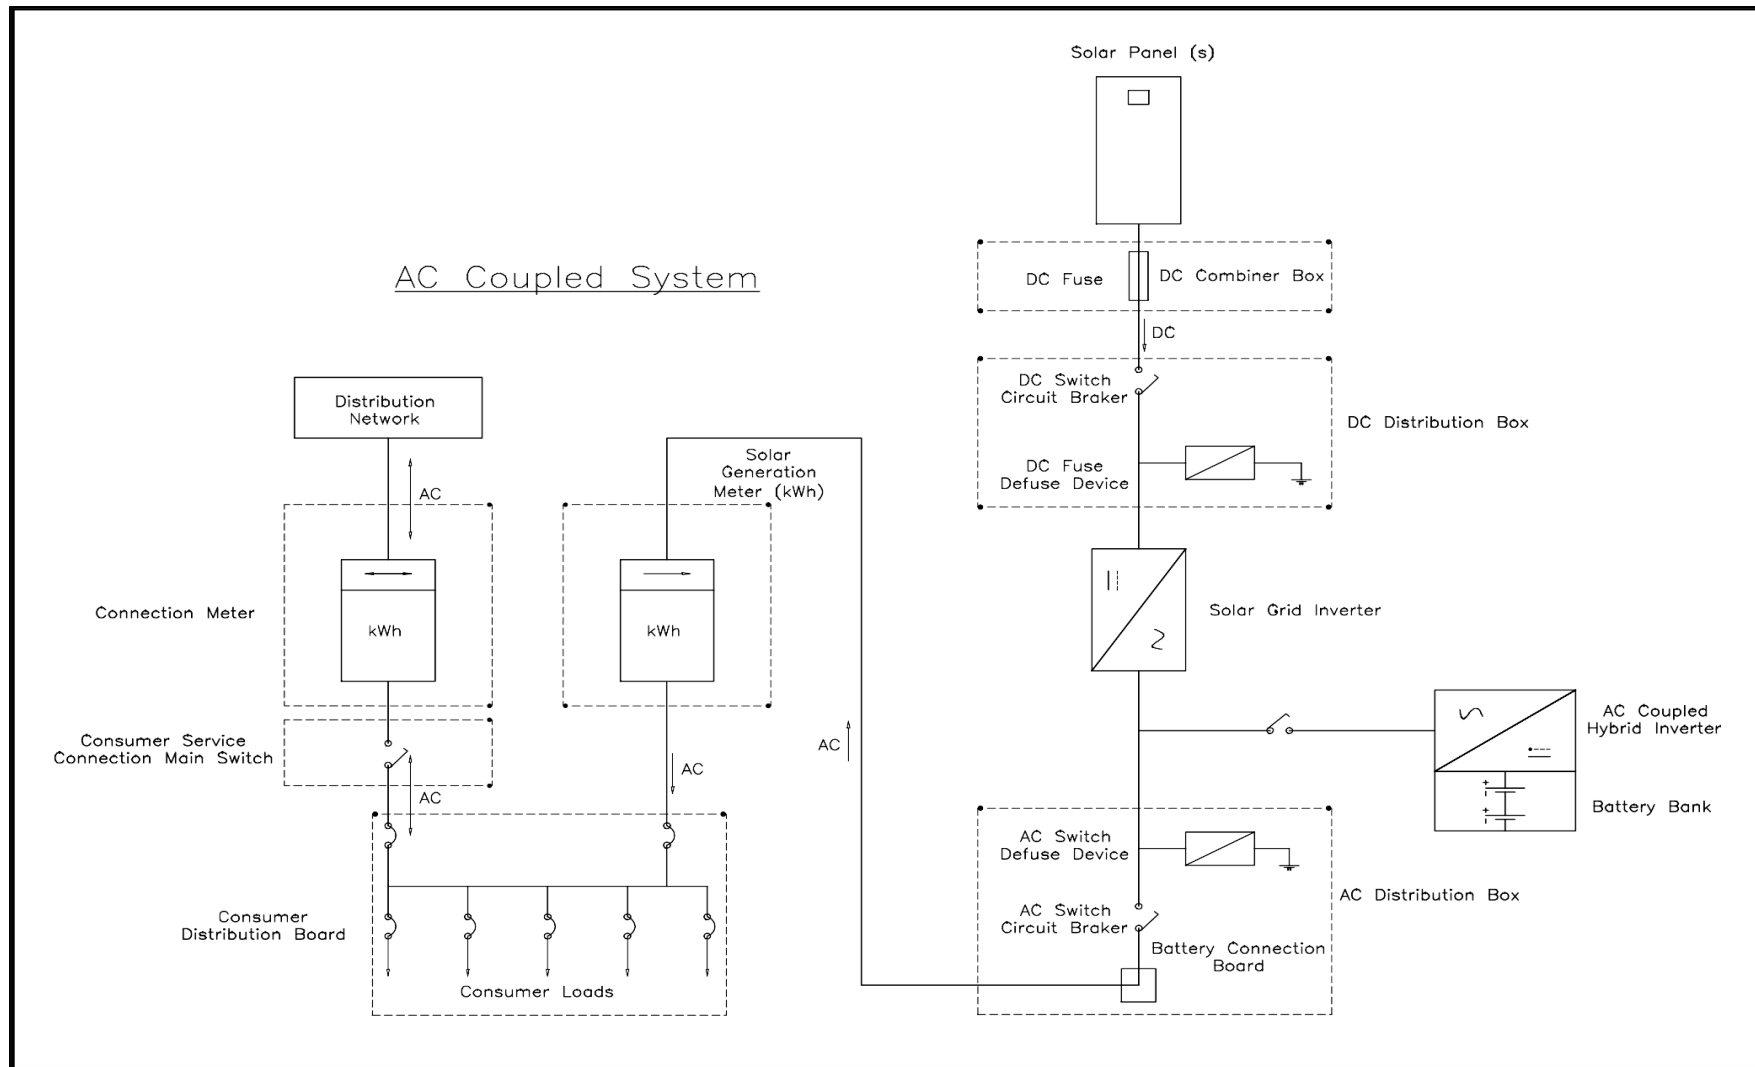 Solar Panel (s)
AC Coupled System
DC Fuse
DC Combiner Box
DC
DC Switch
Circuit Braker
DC Distribution Box
DC Fuse
Defuse Device
Distribution
Network
AC
Solar
Generation
Meter (kWh)
Connection Meter
kWh
kWh
Solar Grid Inverter
Consumer Service
Connection Main Switch
AC
AC
AC
AC Coupled
Hybrid Inverter
Battery Bank
AC Switch
Defuse Device
AC Distribution Box
AC Switch
Circuit Braker
Battery Connection
Board
Consumer
Distribution Board
Consumer Loads